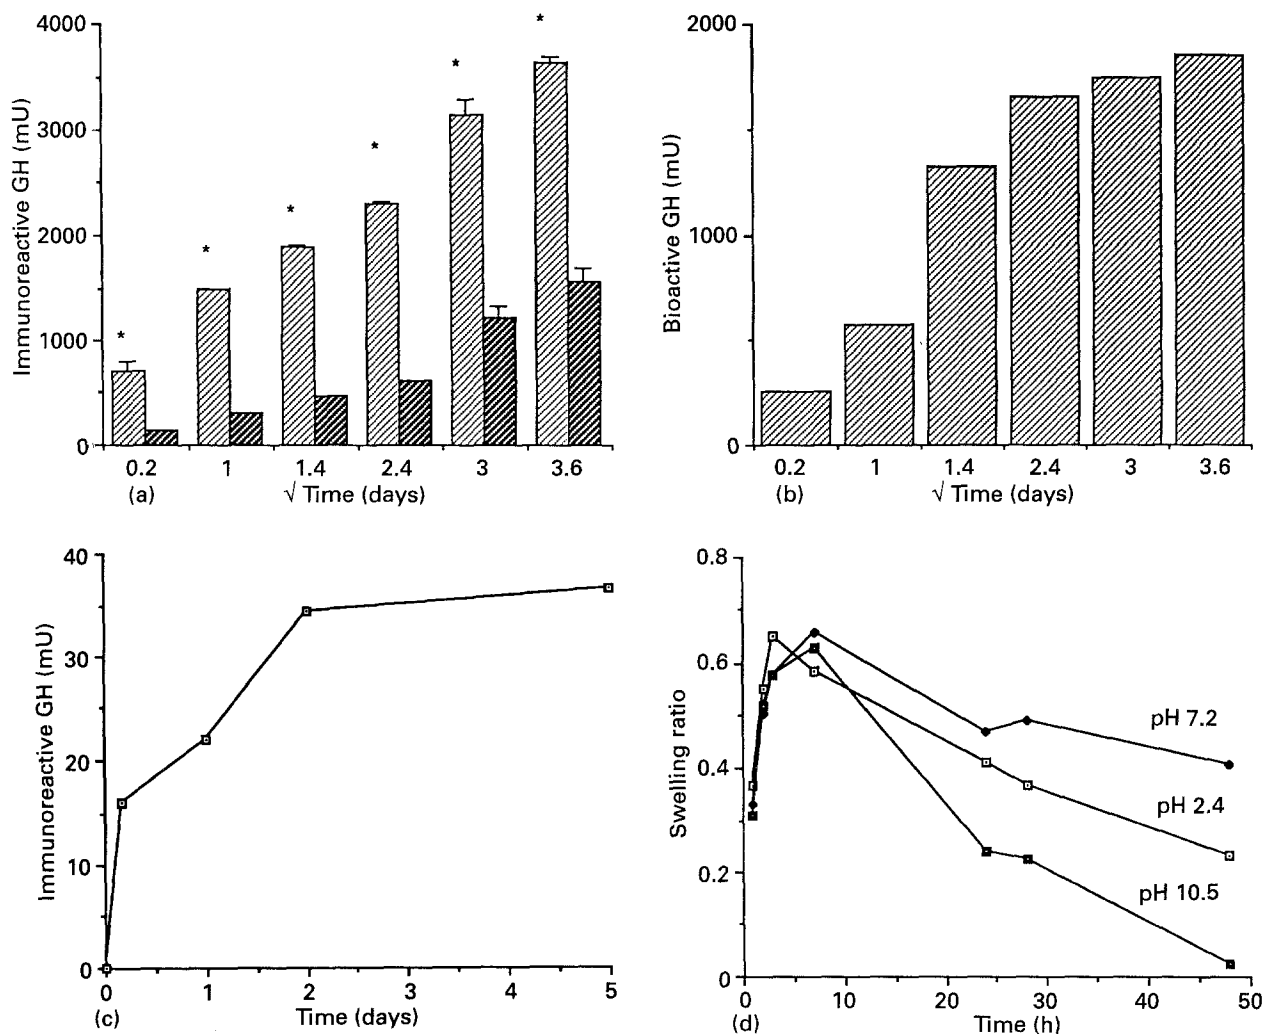 Immunoreactive GH (mU)
4000
3000
2000
1000
0
*
*
*
*
*
*
0.2 1 1.4 2.4 3 3.6
(a) √ Time (days)
Bioactive GH (mU)
2000
1000
0
0.2 1 1.4 2.4 3 3.6
(b) √ Time (days)
Immunoreactive GH (mU)
40
30
20
10
0
0 1 2 3 4 5
(c) Time (days)
Swelling ratio
0.8
0.6
0.4
0.2
0
pH 7.2
pH 2.4
pH 10.5
0 10 20 30 40 50
(d) Time (h)